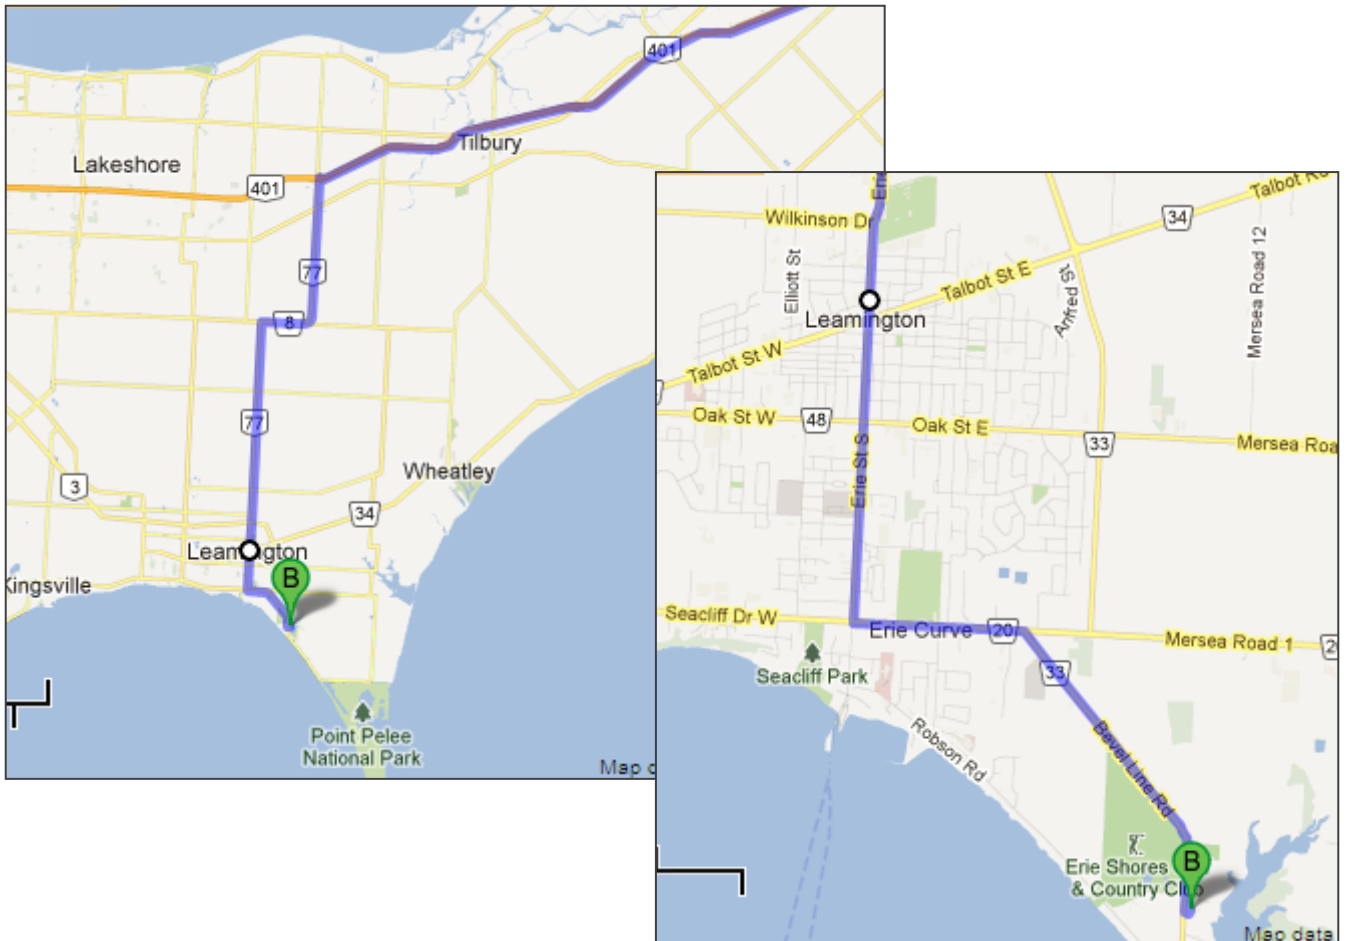 401
Tilbury
Lakeshore
401
77
8
77
Wheatley
3
34
Leamington
B
Kingsville
Point Pelee
National Park
Map
Talbot
34
Wilkinson Dr
Elliott St
Mersea Road 12
Talbot St E
Leamington
Talbot St W
Oak St W
48
Oak St E
33
Mersea
Erie St S
Seacliff Dr W
Erie Curve
20
Mersea Road 1
33
Seacliff Park
Robson Rd
Bevel Line Rd
B
Erie Shores
& Country Club
Map data